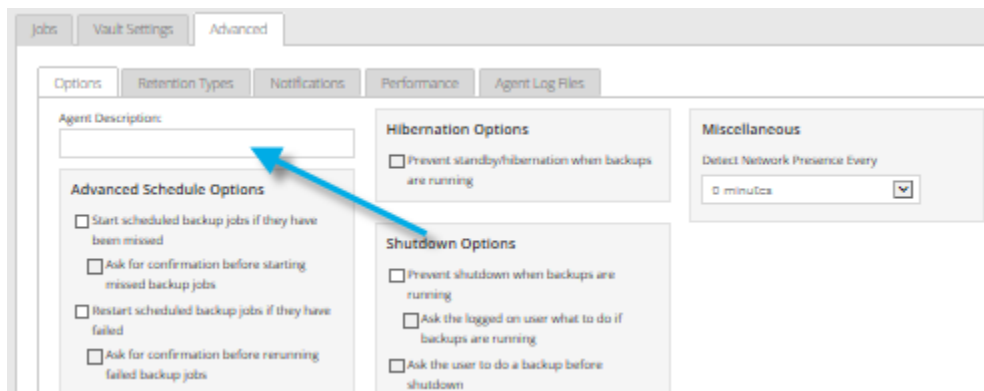 Jobs
Vault Settings
Advanced
Options
Retention Types
Notifications
Performance
Agent Log Files
Agent Description:
Advanced Schedule Options
Start scheduled backup jobs if they have
been missed
Ask for confirmation before starting
missed backup jobs
Restart scheduled backup jobs if they have
failed
Ask for confirmation before rerunning
failed backup jobs
Hibernation Options
Prevent standby/hibernation when backups
are running
Shutdown Options
Prevent shutdown when backups are
running
Ask the logged on user what to do if
backups are running
Ask the user to do a backup before
shutdown
Miscellaneous
Detect Network Presence Every
0 minutes